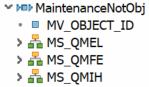 MaintenanceNotObj
MV_OBJECT_ID
MS_QMEL
MS_QMFE
MS_QMIH